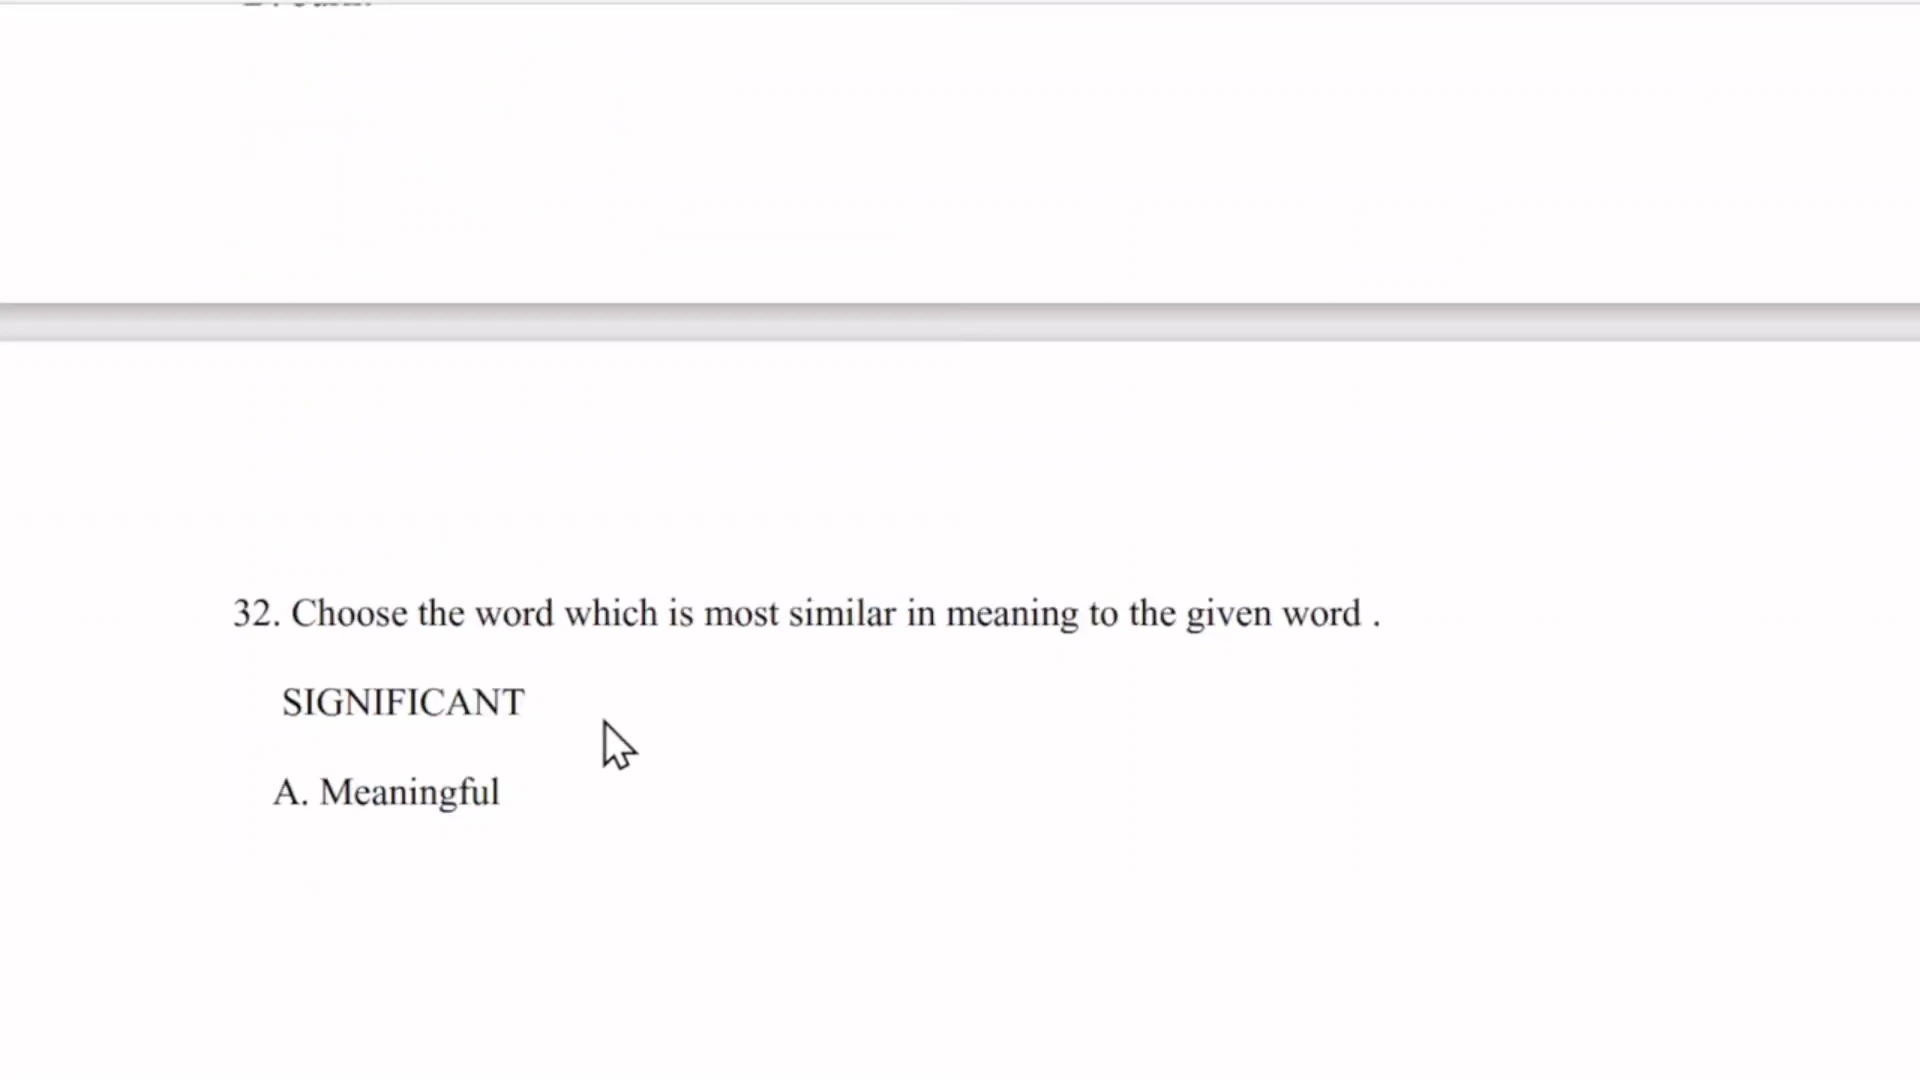 32. Choose the word which is most similar in meaning to the given word .
SIGNIFICANT
A. Meaningful